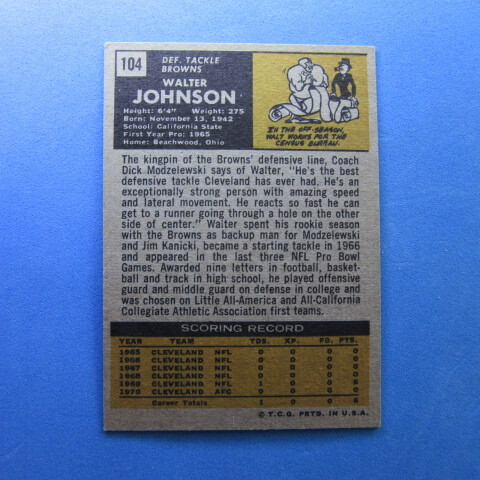 104
DEF. TACKLE
BROWNS
WALTER
JOHNSON
Height: 6'4" Weight: 275
Born: November 13, 1942
School: California State
First Year Pro: 1965
Home: Beachwood, Ohio
IN THE OFF-SEASON,
WALT WORKS FOR THE
CENSUS BUREAU.
The kingpin of the Browns' defensive line, Coach
Dick Modzelewski says of Walter, "He's the best
defensive tackle Cleveland has ever had. He's an
exceptionally strong person with amazing speed
and lateral movement. He reacts so fast he can
get to a runner going through a hole on the other
side of center." Walter spent his rookie season
with the Browns as backup man for Modzelewski
and Jim Kanicki, became a starting tackle in 1966
and appeared in the last three NFL Pro Bowl
Games. Awarded nine letters in football, basket-
ball and track in high school, he played offensive
guard and middle guard on defense in college and
was chosen on Little All-America and All-California
Collegiate Athletic Association first teams.
SCORING RECORD
YEAR TEAM YDS. XP. FG. PTS.
1965 CLEVELAND NFL 0 0 0 0
1966 CLEVELAND NFL 0 0 0 0
1967 CLEVELAND NFL 0 0 0 0
1968 CLEVELAND NFL 0 0 0 0
1969 CLEVELAND NFL 1 0 0 6
1970 CLEVELAND AFC 0 0 0 0
Career Totals 1 0 0 6
© T.C.G. PRTD. IN U.S.A.